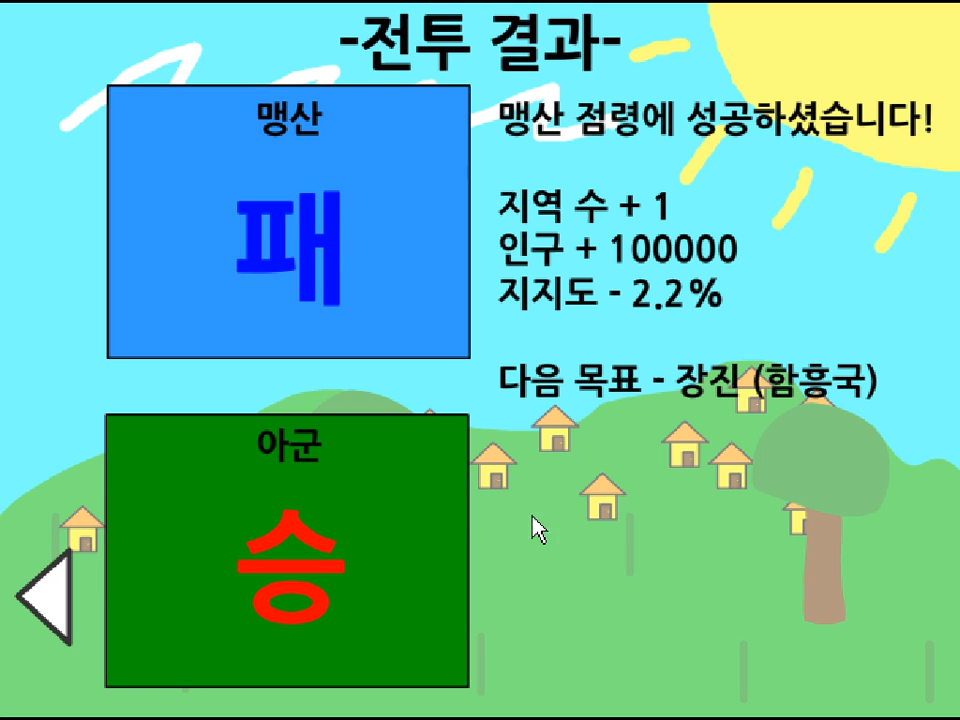 -전투 결과-
맹산
패
맹산 점령에 성공하셨습니다!
지역 수 + 1
인구 + 100000
지지도 - 2.2%
다음 목표 - 장진 (함흥국)
아군
승